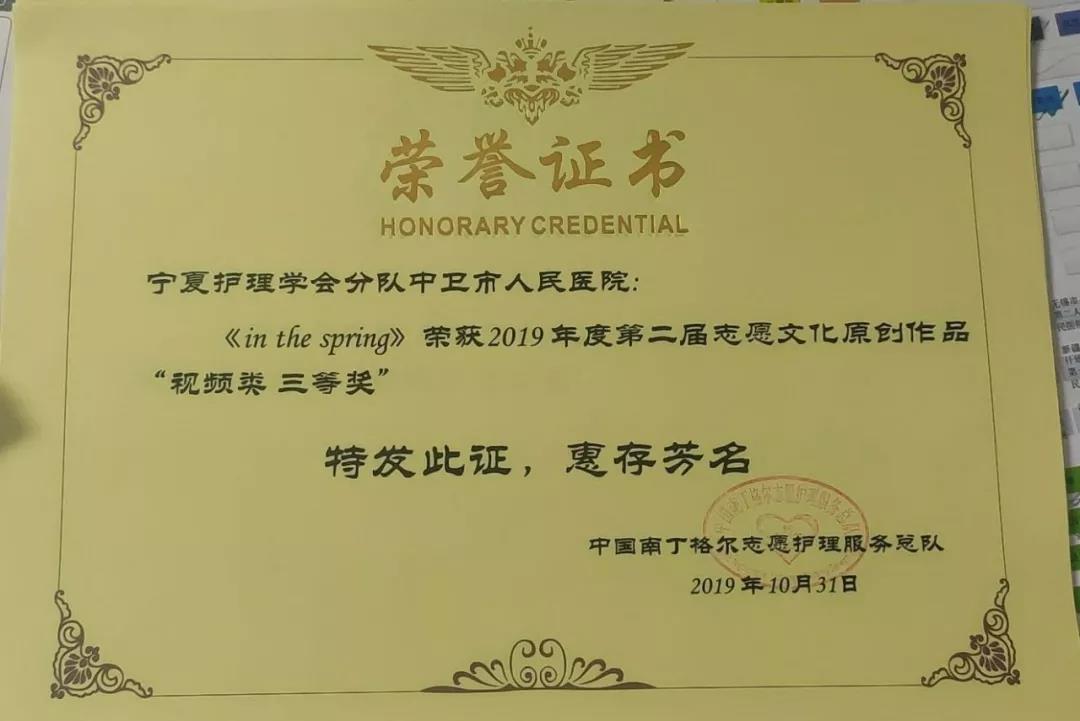 荣誉证书
HONORARY CREDENTIAL
宁夏护理学会分队中卫市人民医院：
《in the spring》荣获2019年度第二届志愿文化原创作品
“视频类 三等奖”
特发此证，惠存芳名
中国南丁格尔志愿护理服务总队
2019年10月31日